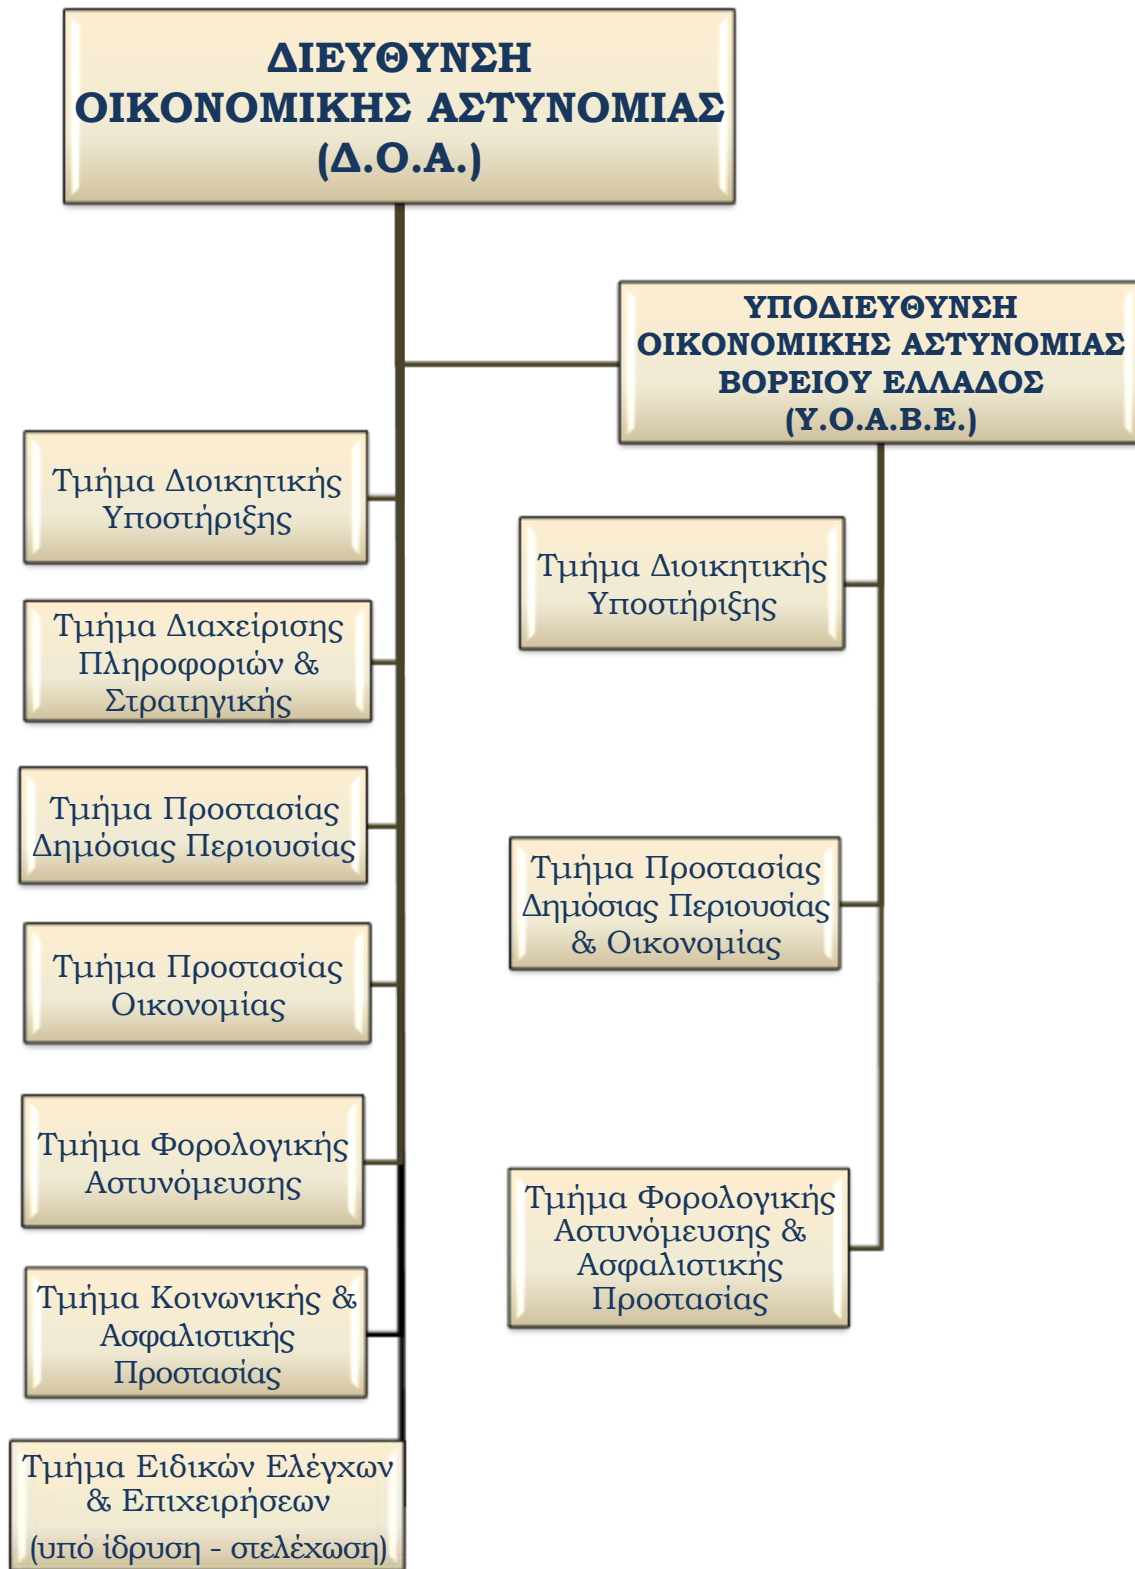 ΔΙΕΥΘΥΝΣΗ
ΟΙΚΟΝΟΜΙΚΗΣ ΑΣΤΥΝΟΜΙΑΣ
(Δ.Ο.Α.)
ΥΠΟΔΙΕΥΘΥΝΣΗ
ΟΙΚΟΝΟΜΙΚΗΣ ΑΣΤΥΝΟΜΙΑΣ
ΒΟΡΕΙΟΥ ΕΛΛΑΔΟΣ
(Υ.Ο.Α.Β.Ε.)
Τμήμα Διοικητικής
Υποστήριξης
Τμήμα Διαχείρισης
Πληροφοριών &
Στρατηγικής
Τμήμα Προστασίας
Δημόσιας Περιουσίας
Τμήμα Προστασίας
Οικονομίας
Τμήμα Φορολογικής
Αστυνόμευσης
Τμήμα Κοινωνικής &
Ασφαλιστικής
Προστασίας
Τμήμα Ειδικών Ελέγχων
& Επιχειρήσεων
(υπό ίδρυση - στελέχωση)
Τμήμα Διοικητικής
Υποστήριξης
Τμήμα Προστασίας
Δημόσιας Περιουσίας
& Οικονομίας
Τμήμα Φορολογικής
Αστυνόμευσης &
Ασφαλιστικής
Προστασίας